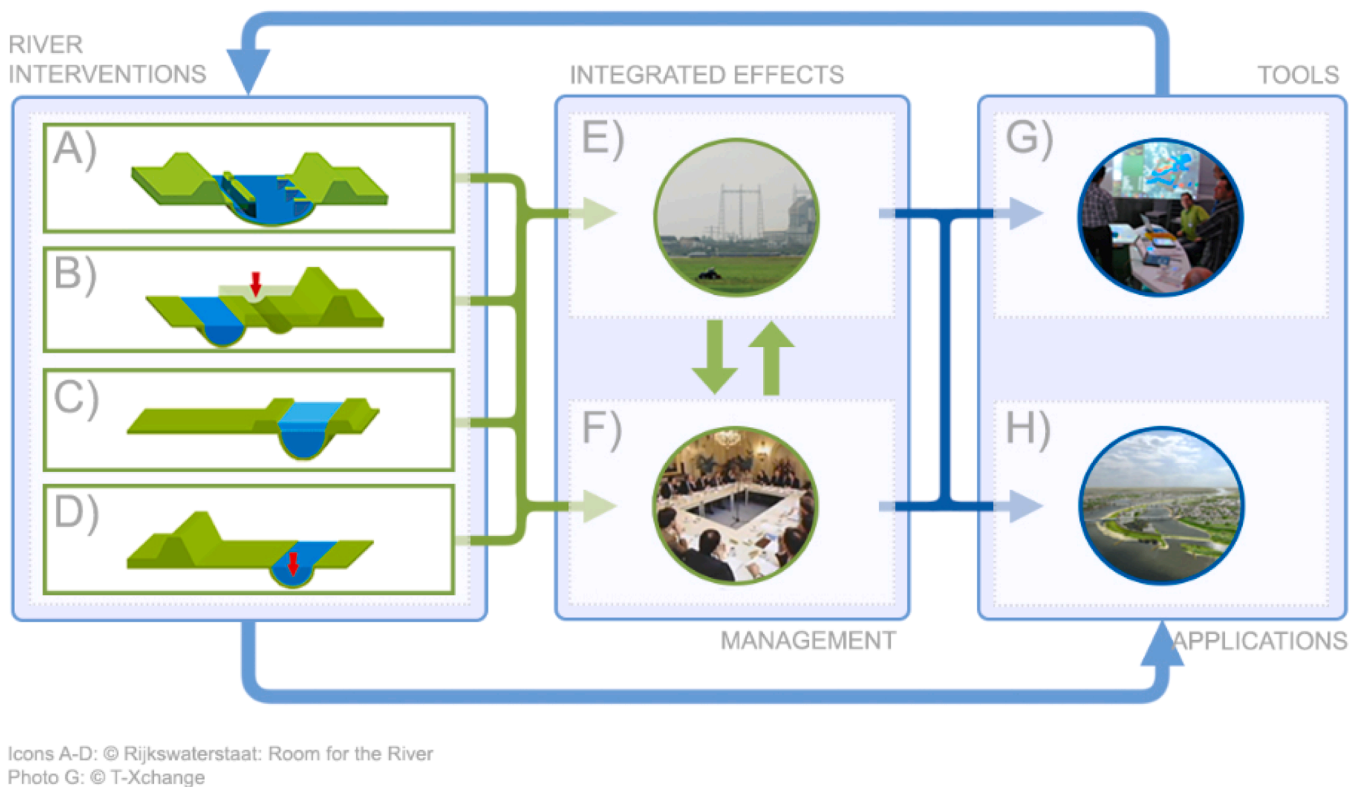 RIVER
INTERVENTIONS
INTEGRATED EFFECTS
TOOLS
A)
B)
C)
D)
E)
F)
G)
H)
MANAGEMENT
APPLICATIONS
Icons A-D: © Rijkswaterstaat: Room for the River
Photo G: © T-Xchange